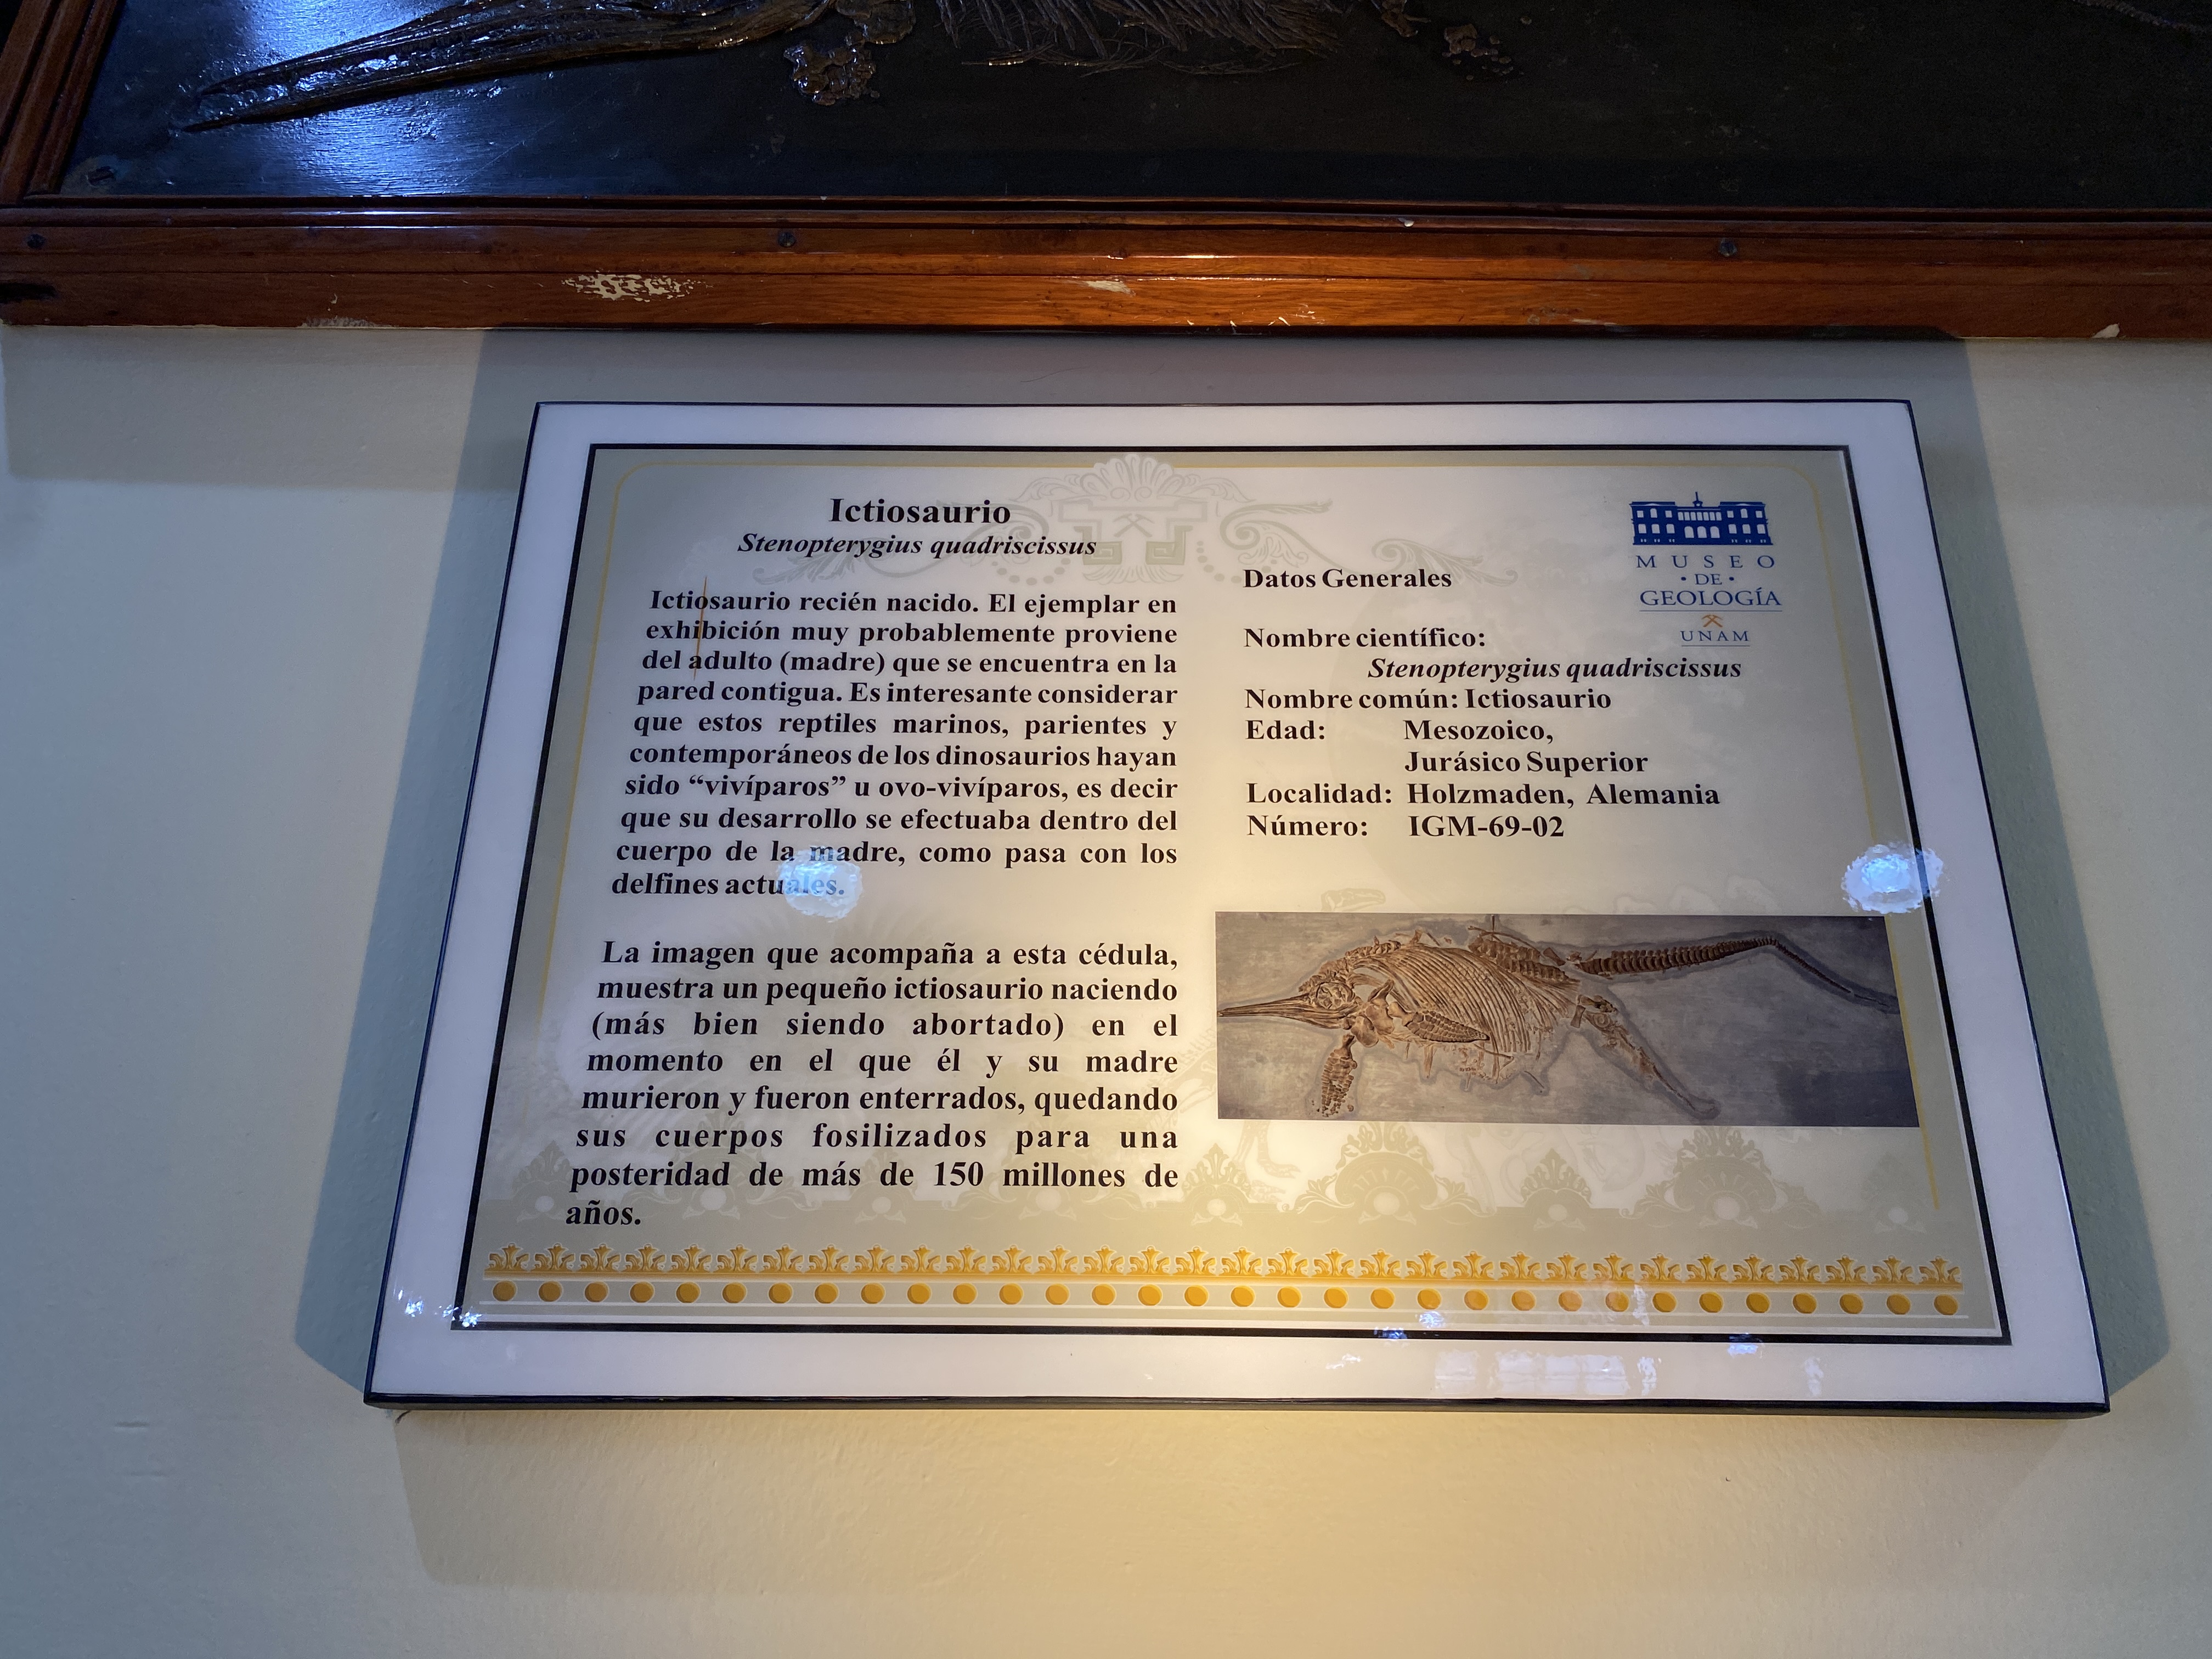 Ictiosaurio
Stenopterygius quadriscissus
Ictiosaurio recién nacido. El ejemplar en
exhibición muy probablemente proviene
del adulto (madre) que se encuentra en la
pared contigua. Es interesante considerar
que estos reptiles marinos, parientes y
contemporáneos de los dinosaurios hayan
sido “vivíparos” u ovo-vivíparos, es decir
que su desarrollo se efectuaba dentro del
cuerpo de la madre, como pasa con los
delfines actuales.
La imagen que acompaña a esta cédula,
muestra un pequeño ictiosaurio naciendo
(más bien siendo abortado) en el
momento en el que él y su madre
murieron y fueron enterrados, quedando
sus cuerpos fosilizados para una
posteridad de más de 150 millones de
años.
MUSEO
• DE •
GEOLOGÍA
UNAM
Datos Generales
Nombre científico:
Stenopterygius quadriscissus
Nombre común: Ictiosaurio
Edad: Mesozoico,
Jurásico Superior
Localidad: Holzmaden, Alemania
Número: IGM-69-02